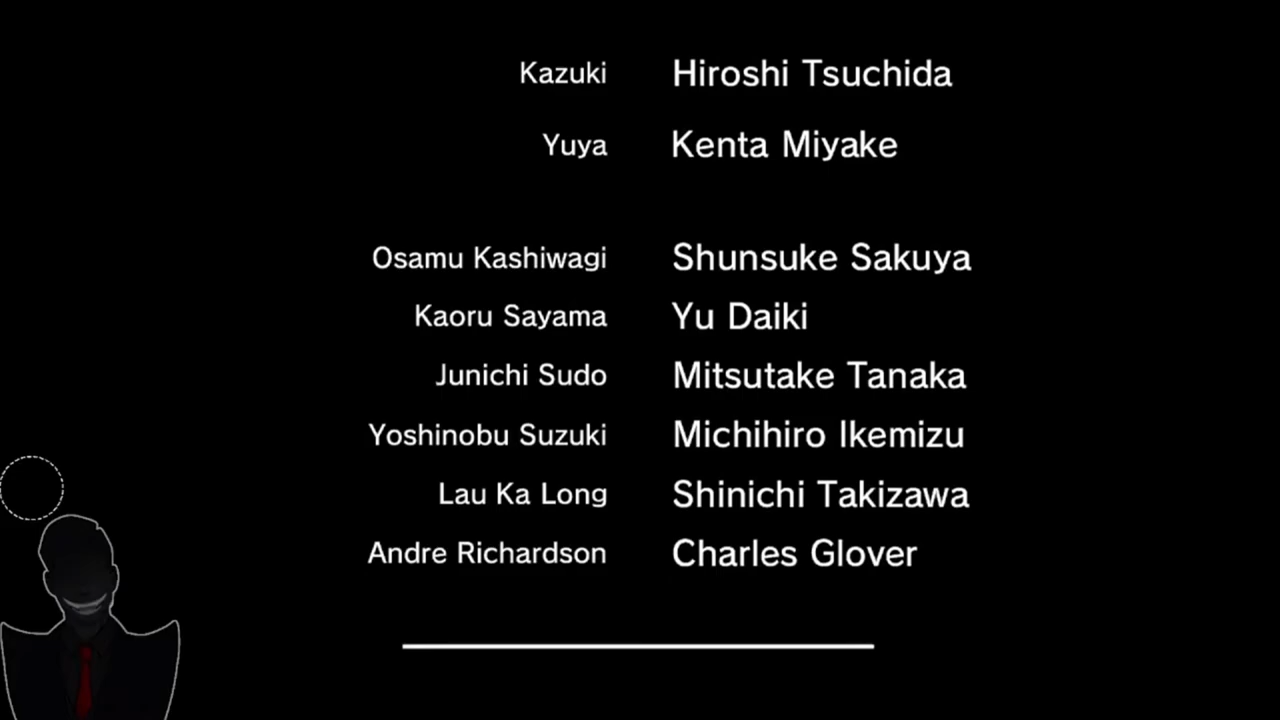 Kazuki Hiroshi Tsuchida
Yuya Kenta Miyake
Osamu Kashiwagi Shunsuke Sakuya
Kaoru Sayama Yu Daiki
Junichi Sudo Mitsutake Tanaka
Yoshinobu Suzuki Michihiro Ikemizu
Lau Ka Long Shinichi Takizawa
Andre Richardson Charles Glover